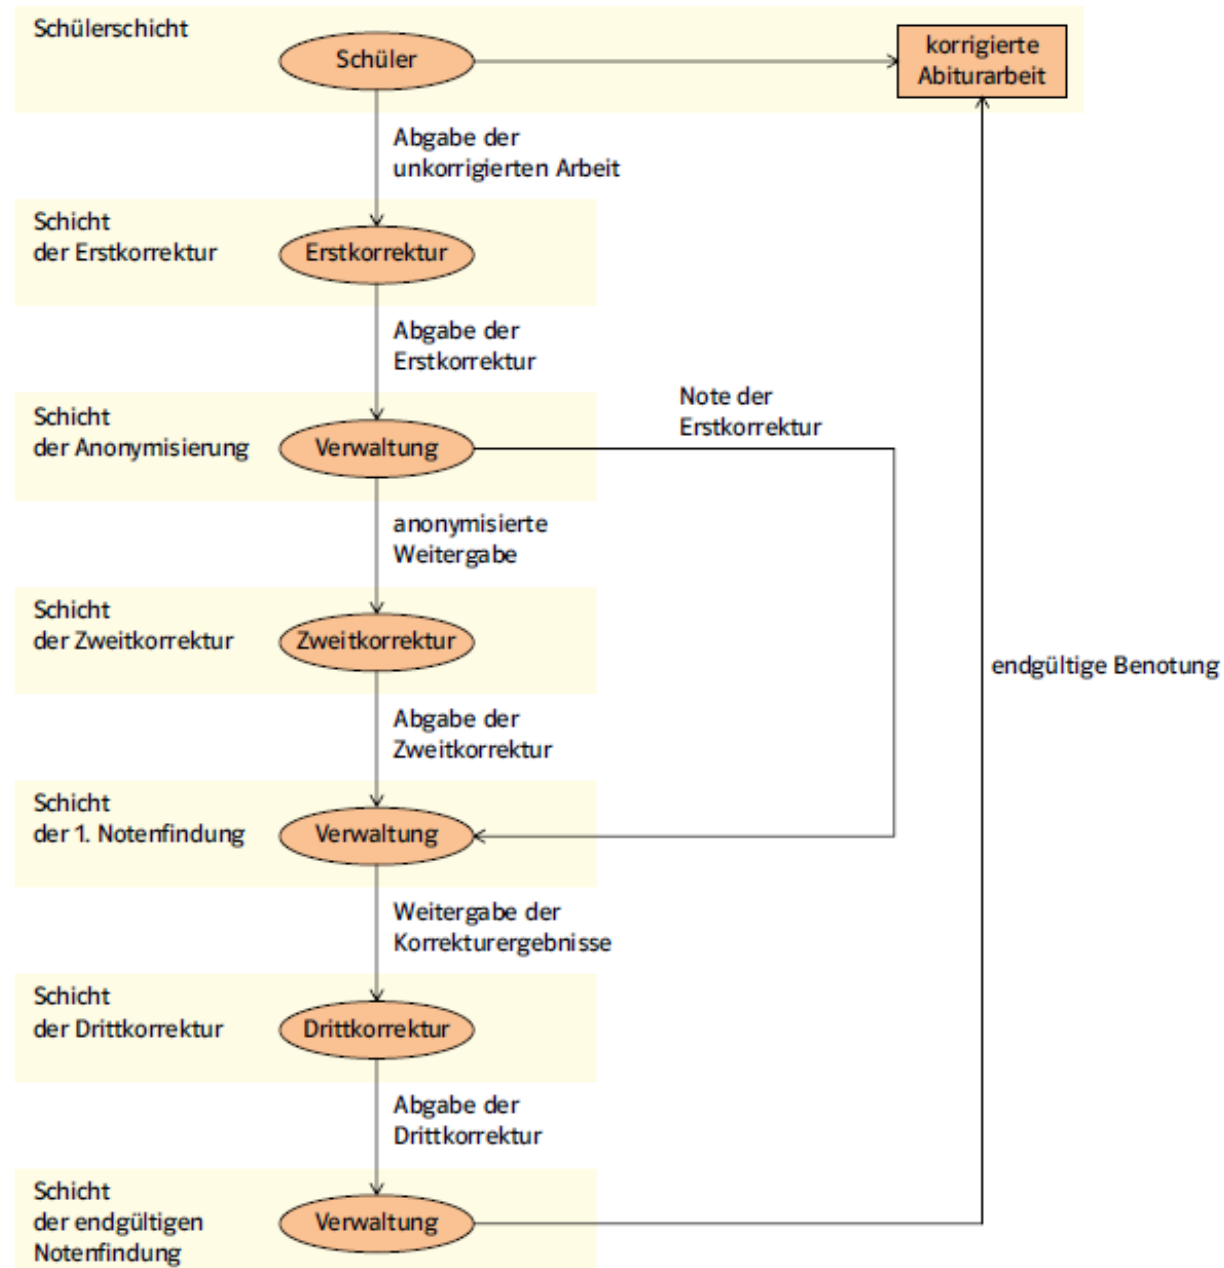 Schülerschicht
Schüler
korrigierte
Abiturarbeit
Abgabe der
unkorrigierten Arbeit
Schicht
der Erstkorrektur
Erstkorrektur
Abgabe der
Erstkorrektur
Schicht
der Anonymisierung
Verwaltung
Note der
Erstkorrektur
anonymisierte
Weitergabe
Schicht
der Zweitkorrektur
Zweitkorrektur
endgültige Benotung
Abgabe der
Zweitkorrektur
Schicht
der 1. Notenfindung
Verwaltung
Weitergabe der
Korrekturergebnisse
Schicht
der Drittkorrektur
Drittkorrektur
Abgabe der
Drittkorrektur
Schicht
der endgültigen
Notenfindung
Verwaltung